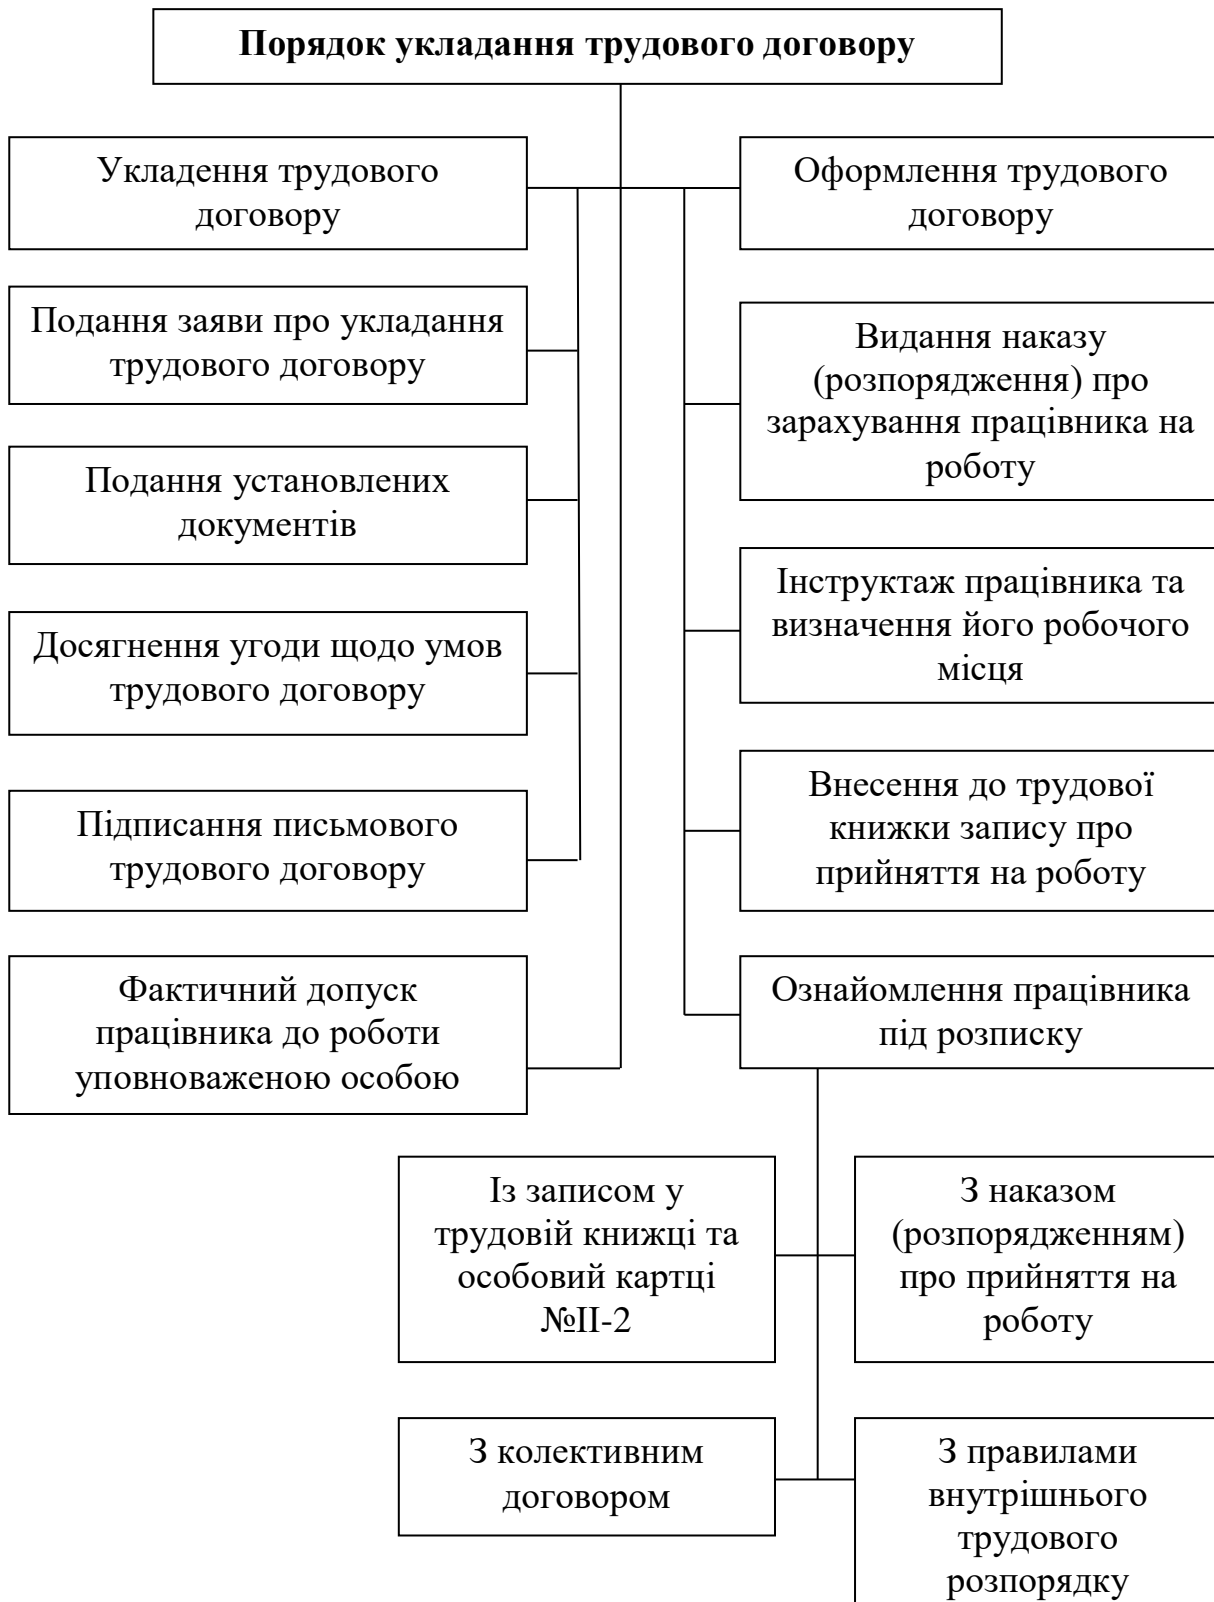 Порядок укладання трудового договору
Укладення трудового
договору
Оформлення трудового
договору
Подання заяви про укладання
трудового договору
Видання наказу
(розпорядження) про
зарахування працівника на
роботу
Подання установлених
документів
Інструктаж працівника та
визначення його робочого
місця
Досягнення угоди щодо умов
трудового договору
Внесення до трудової
книжки запису про
прийняття на роботу
Підписання письмового
трудового договору
Фактичний допуск
працівника до роботи
уповноваженою особою
Ознайомлення працівника
під розписку
Із записом у
трудовій книжці та
особовий картці
№ІІ-2
З наказом
(розпорядженням)
про прийняття на
роботу
З колективним
договором
З правилами
внутрішнього
трудового
розпорядку